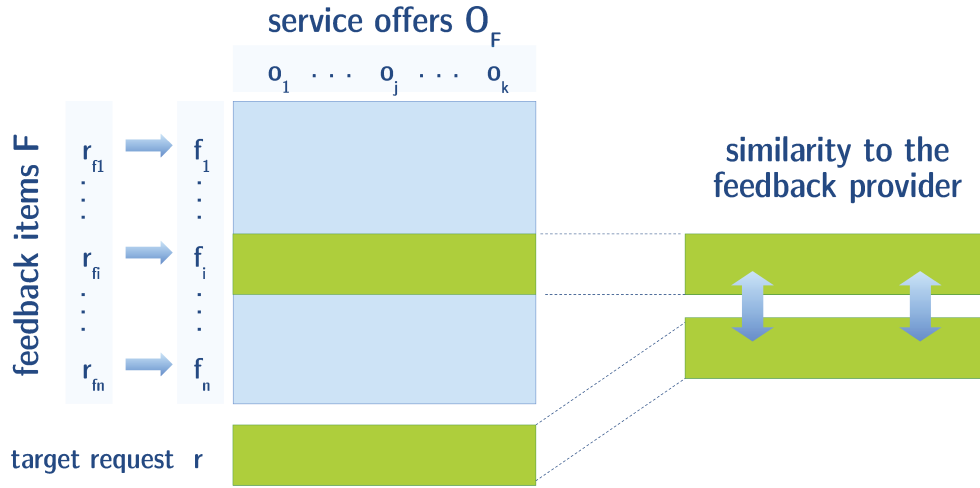 service offers O_F
o_1 . . . o_j . . . o_k
feedback items F
r_f1 f_1
. .
. .
. .
r_fi f_i
. .
. .
. .
r_fn f_n
target request r
similarity to the
feedback provider